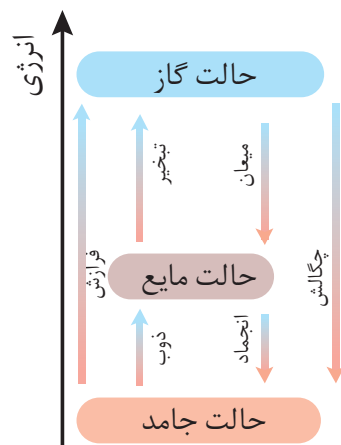 انرژی
حالت گاز
تبخیر
میعان
فرازش
حالت مایع
چگالش
ذوب
انجماد
حالت جامد